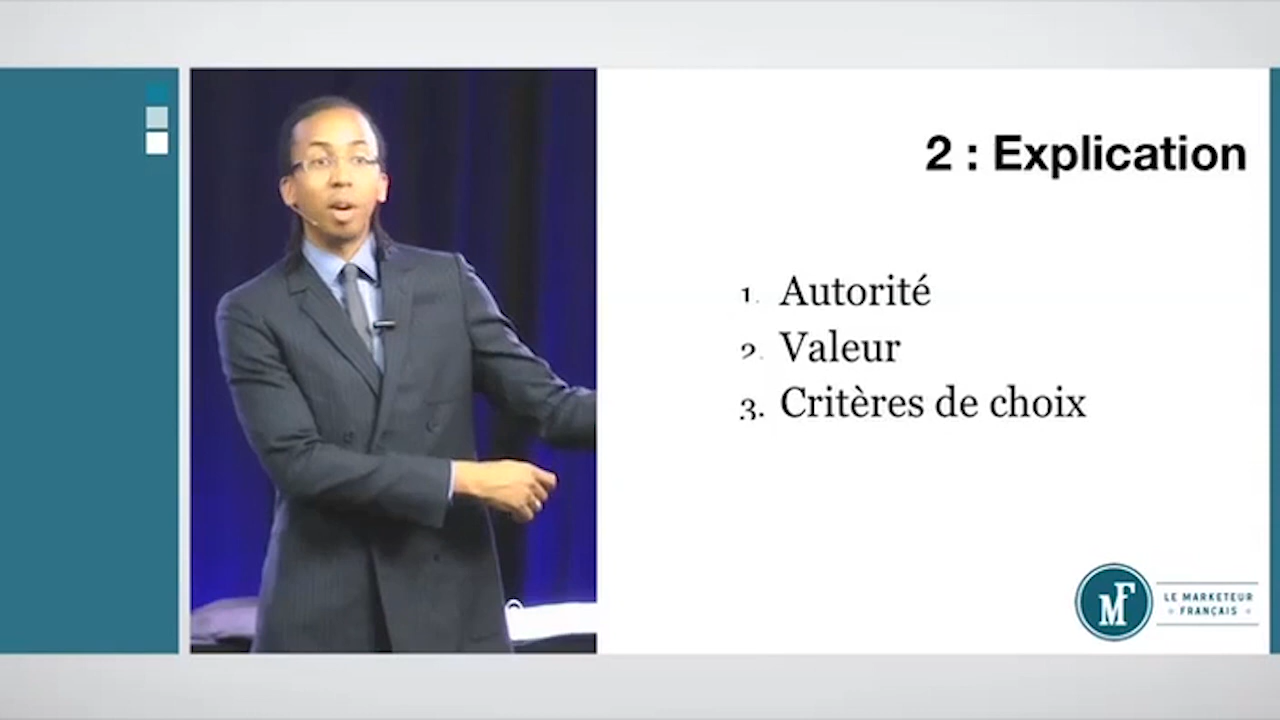 2 : Explication
1. Autorité
2. Valeur
3. Critères de choix
MF
LE MARKETEUR
FRANÇAIS